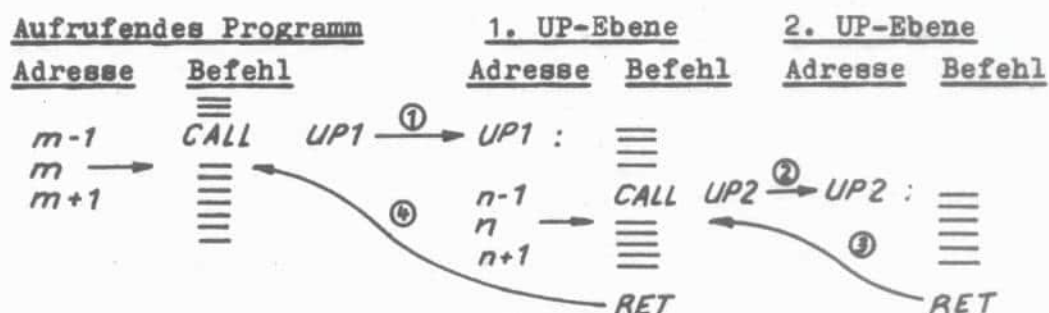 Aufrufendes Programm 1. UP-Ebene 2. UP-Ebene
Adresse Befehl Adresse Befehl Adresse Befehl
m-1 CALL UP1 ① UP1 :
m
m+1 n-1 CALL UP2 ② UP2 :
④ n ③
n+1
RET RET